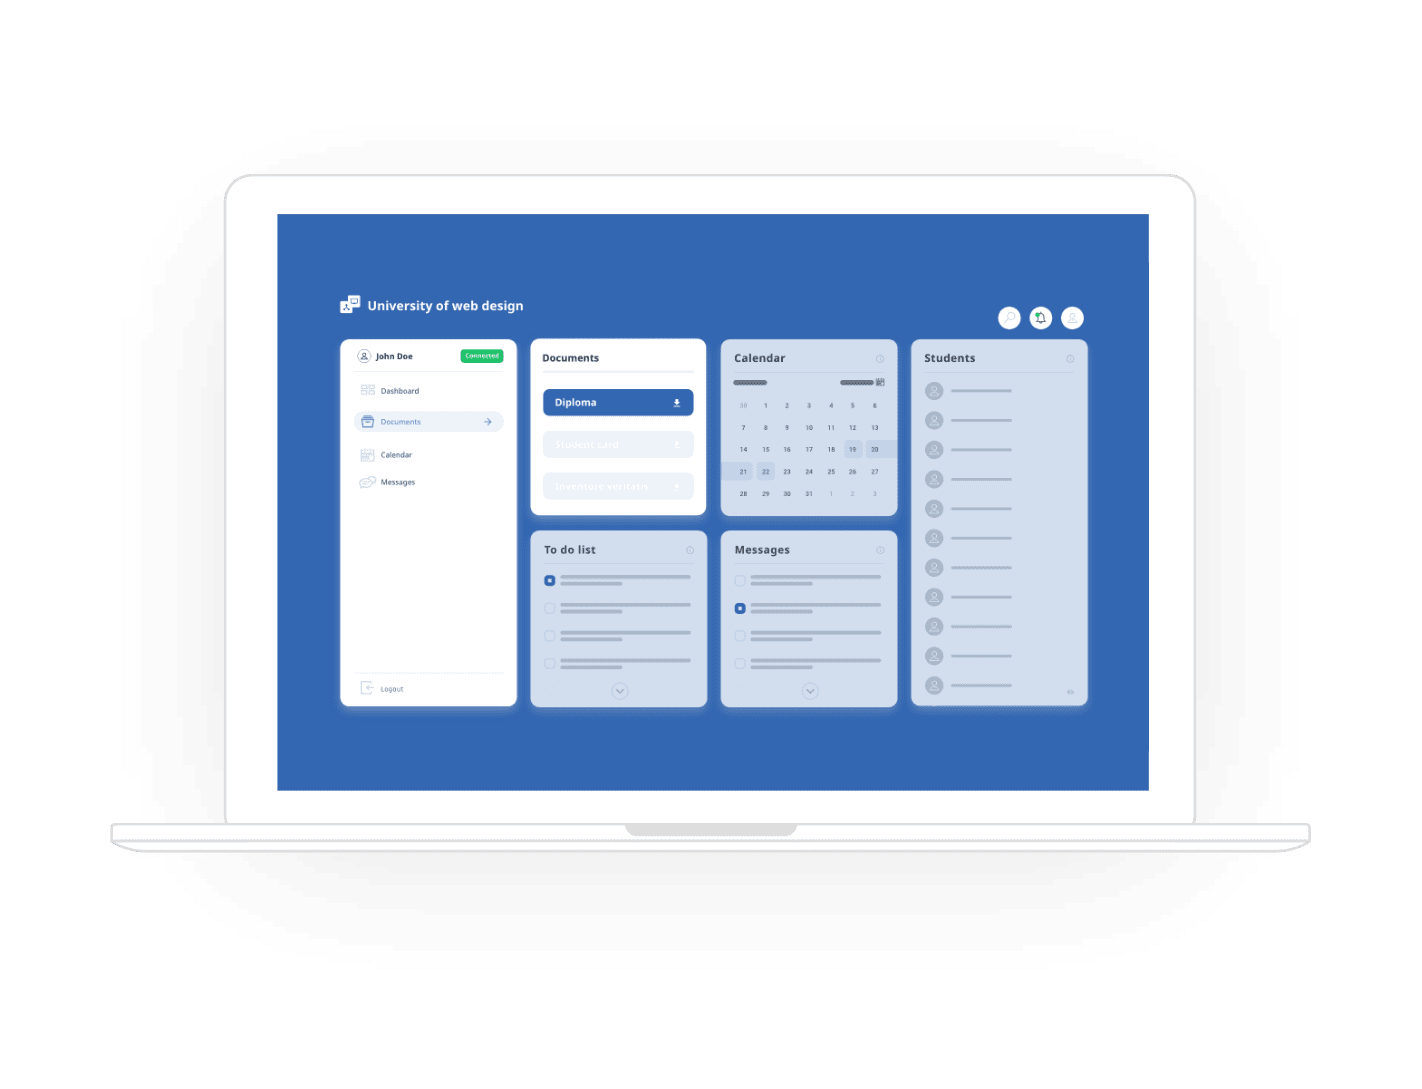 University of web design
John Doe
Connected
Dashboard
Documents
Calendar
Messages
Logout
Documents
Diploma
Student card
Inventore veritatis
Calendar
30 1 2 3 4 5 6
7 8 9 10 11 12 13
14 15 16 17 18 19 20
21 22 23 24 25 26 27
28 29 30 31 1 2 3
To do list
Messages
Students